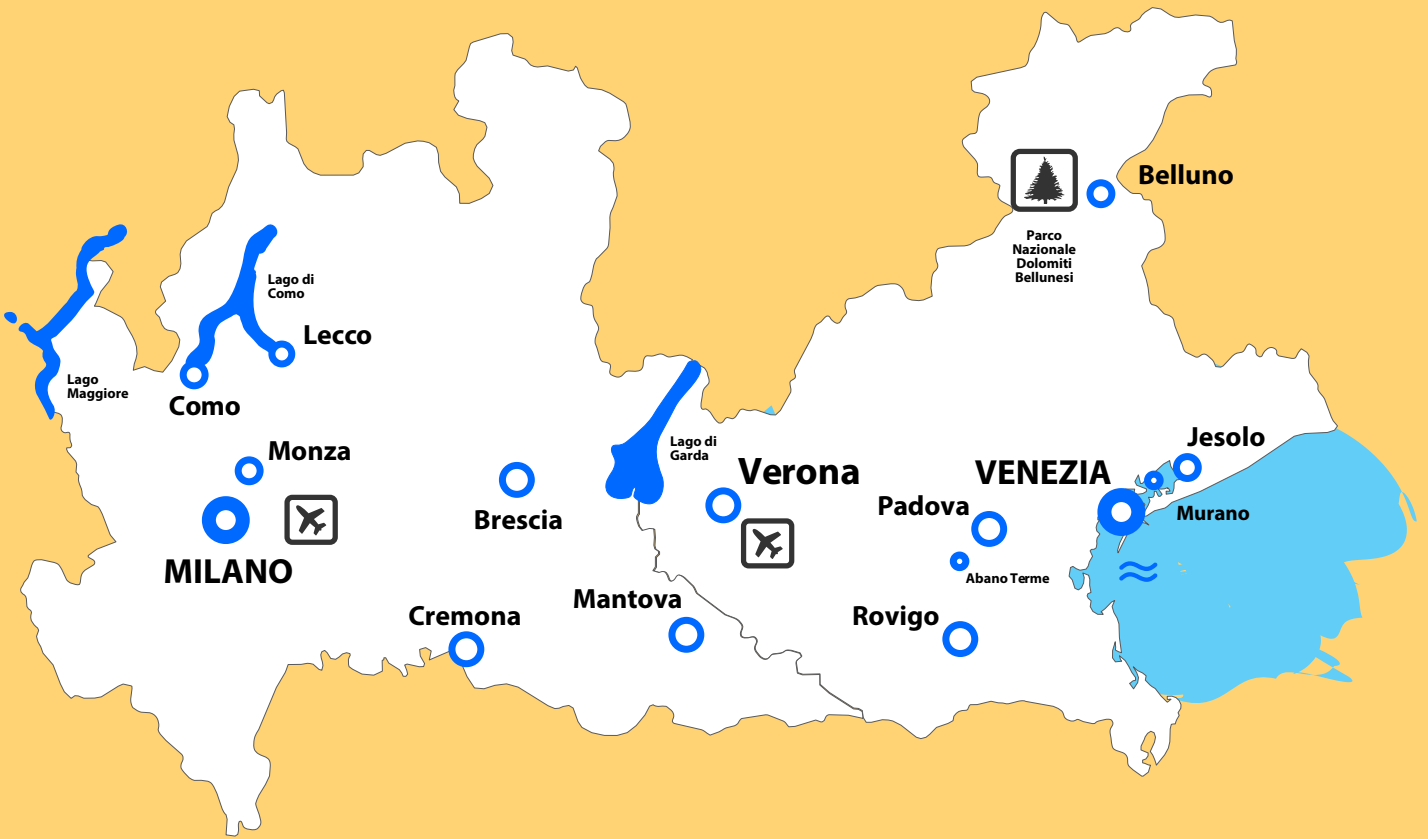 Belluno
Parco
Nazionale
Dolomiti
Bellunesi
Lago di
Como
Lecco
Lago
Maggiore
Como
Monza
MILANO
Brescia
Cremona
Mantova
Lago di
Garda
Verona
VENEZIA
Jesolo
Murano
Padova
Abano Terme
Rovigo